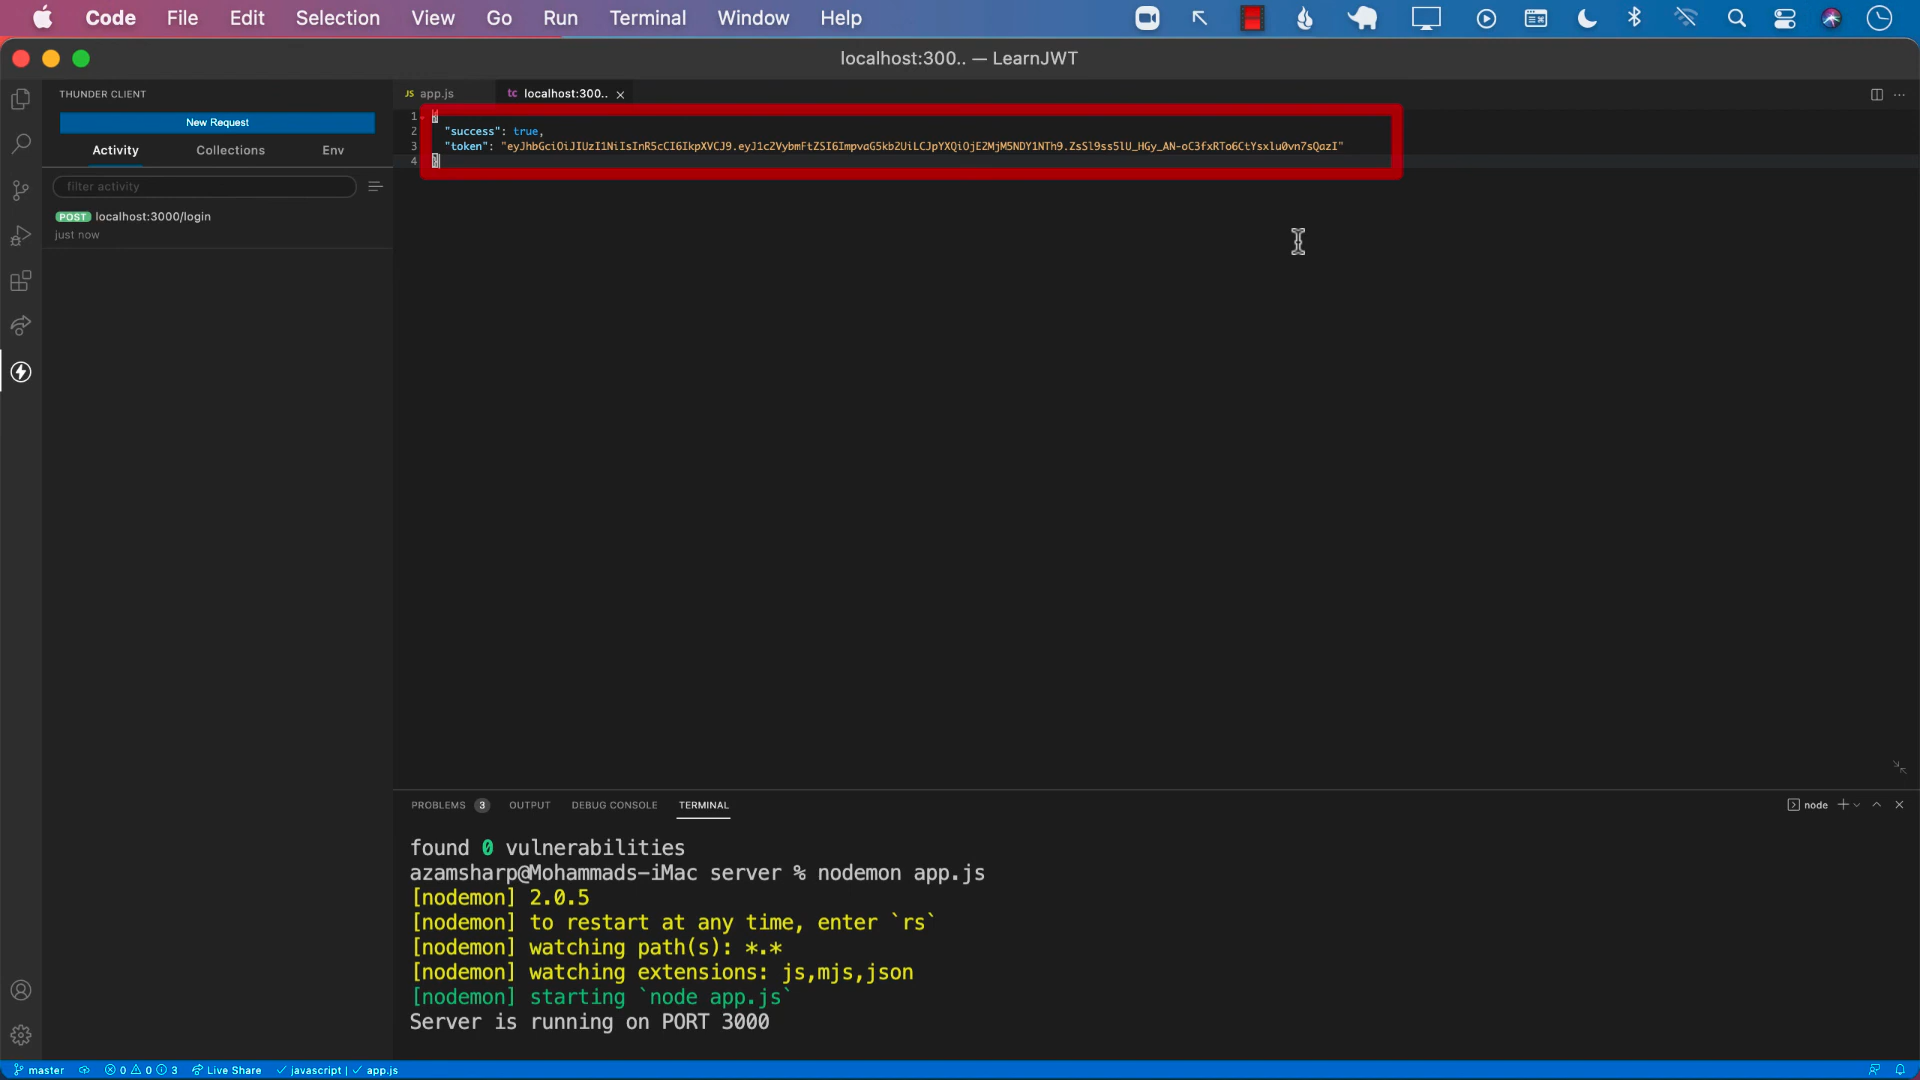 Code File Edit Selection View Go Run Terminal Window Help
localhost:300.. — LearnJWT
THUNDER CLIENT
New Request
Activity Collections Env
filter activity
POST localhost:3000/login
just now
JS app.js tc localhost:300..
1 {
2 "success": true,
3 "token": "eyJhbGciOiJIUzI1NiIsInR5cCI6IkpXVCJ9.eyJ1c2VybmFtZSI6ImpvaG5kb2UiLCJpYXQiOjE2MjM5NDY1NTh9.ZsSl9ss5lU_HGy_AN-oC3fxRTo6CtYsxlu0vn7sQazI"
4 }
PROBLEMS 3 OUTPUT DEBUG CONSOLE TERMINAL
node
found 0 vulnerabilities
azamsharp@Mohammads-iMac server % nodemon app.js
[nodemon] 2.0.5
[nodemon] to restart at any time, enter `rs`
[nodemon] watching path(s): *.*
[nodemon] watching extensions: js,mjs,json
[nodemon] starting `node app.js`
Server is running on PORT 3000
master 0 0 3 Live Share javascript | app.js